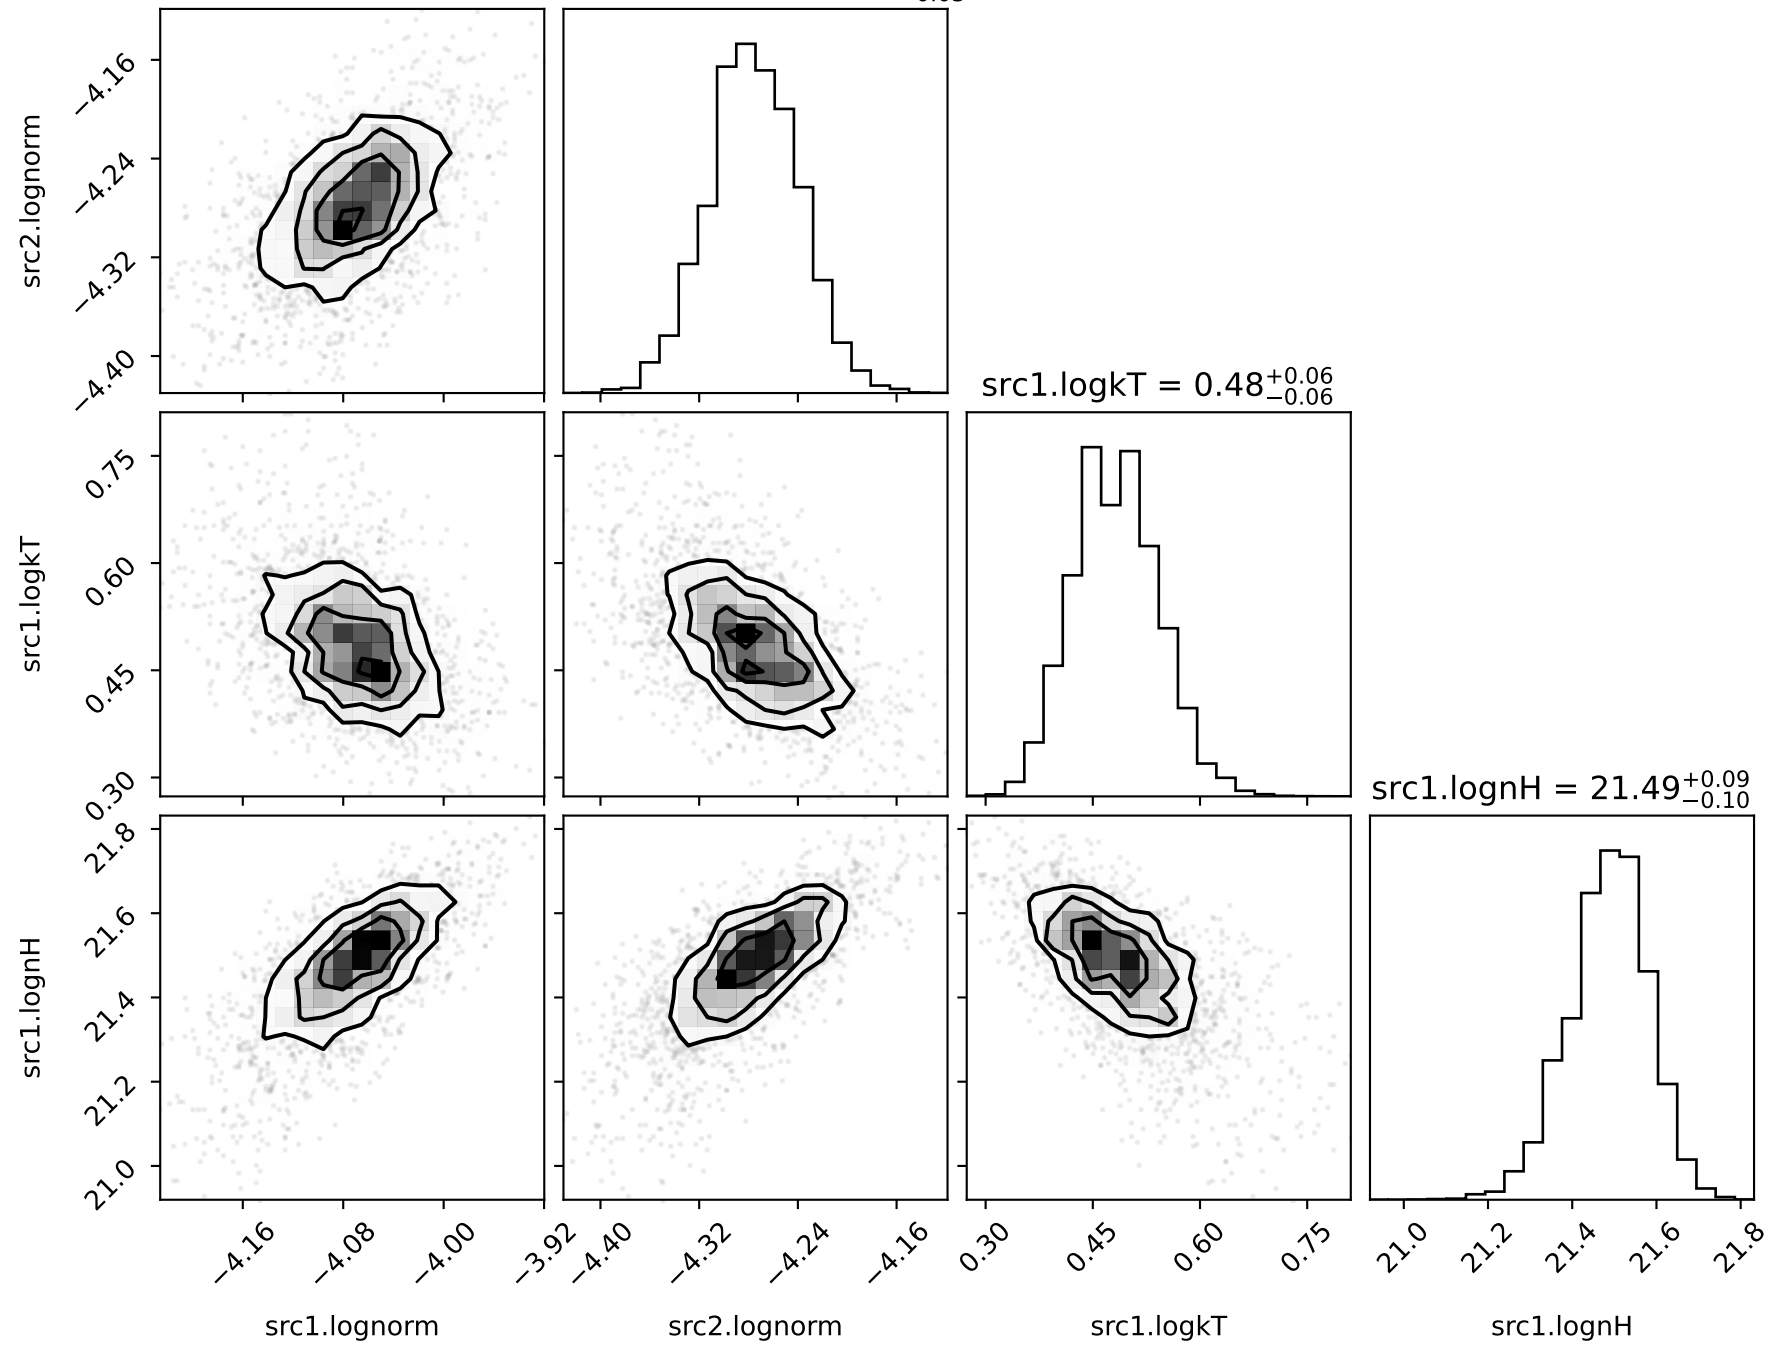 −4.16
−4.24
−4.32
−4.40
src2.lognorm
src1.logkT = 0.48+0.06−0.06
0.75
0.60
0.45
0.30
src1.logkT
src1.lognH = 21.49+0.09−0.10
21.8
21.6
21.4
21.2
21.0
src1.lognH
−4.16 −4.08 −4.00 −3.92 −4.40 −4.32 −4.24 −4.16 0.30 0.45 0.60 0.75 21.0 21.2 21.4 21.6 21.8
src1.lognorm src2.lognorm src1.logkT src1.lognH